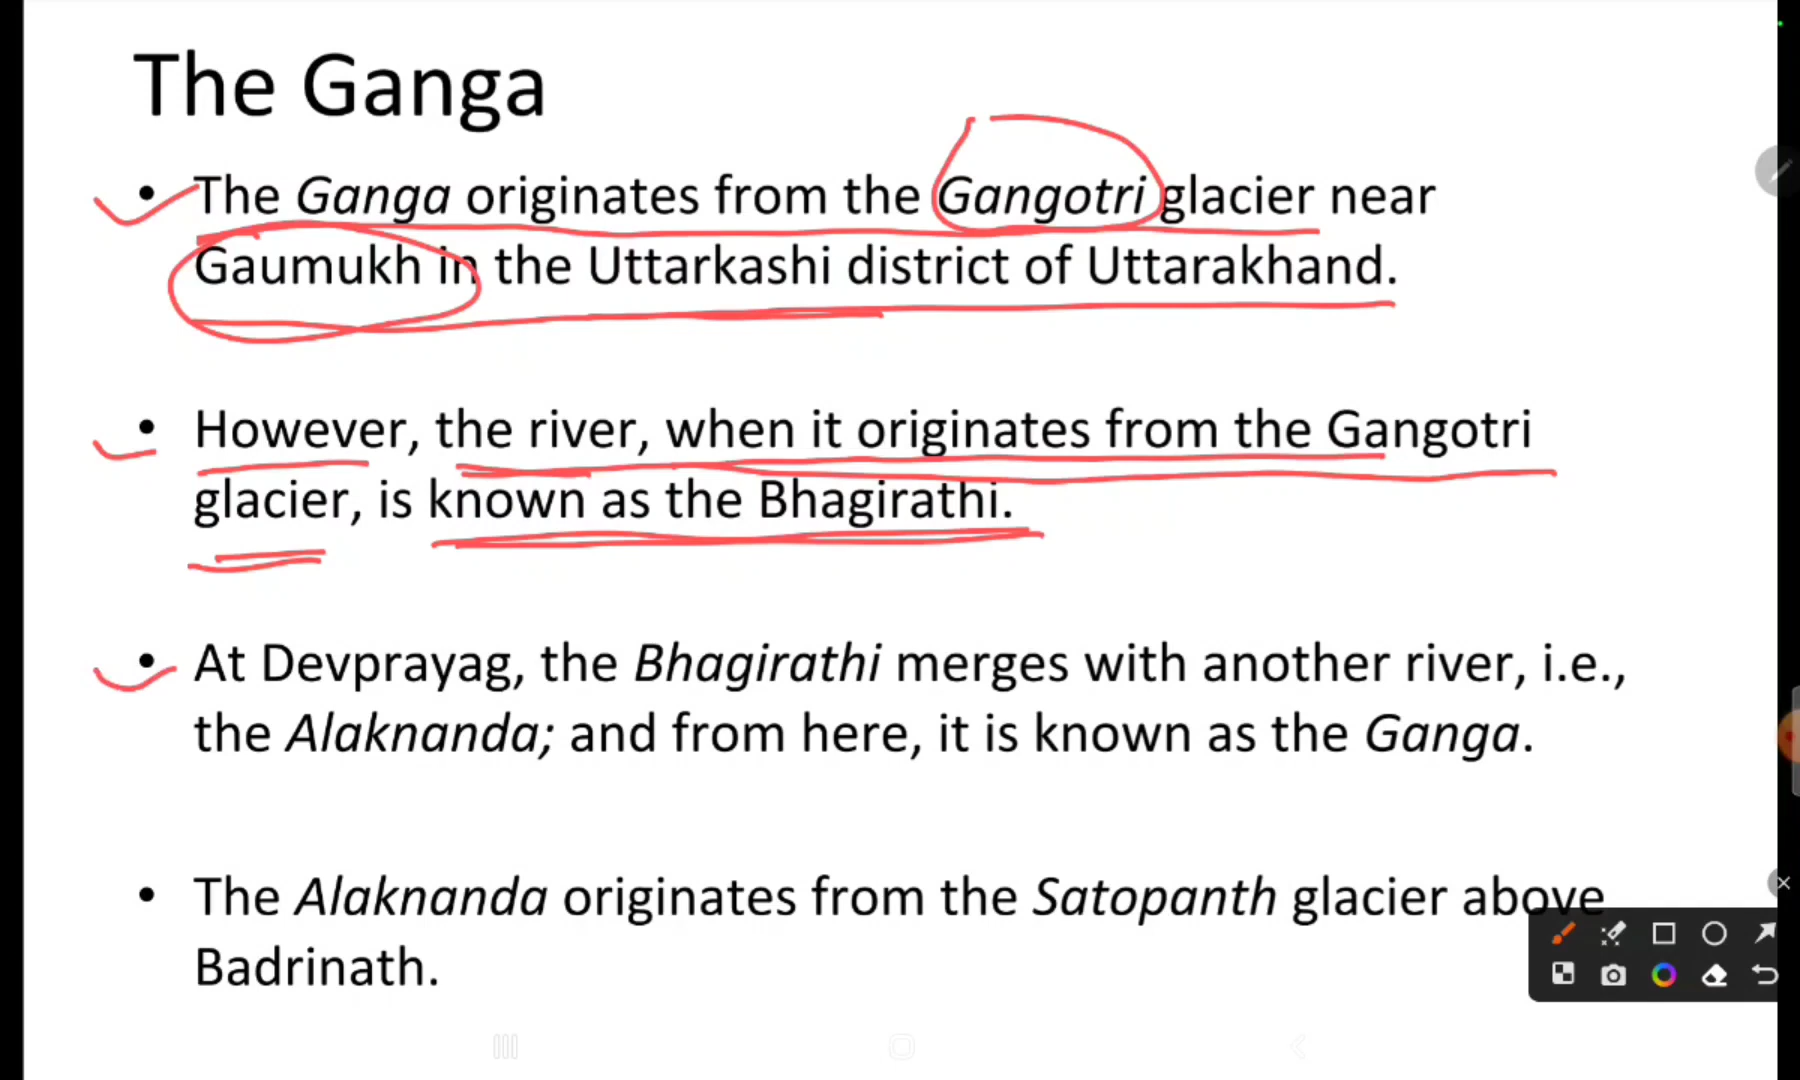 The Ganga
• The Ganga originates from the Gangotri glacier near
Gaumukh in the Uttarkashi district of Uttarakhand.
• However, the river, when it originates from the Gangotri
glacier, is known as the Bhagirathi.
• At Devprayag, the Bhagirathi merges with another river, i.e.,
the Alaknanda; and from here, it is known as the Ganga.
• The Alaknanda originates from the Satopanth glacier above
Badrinath.